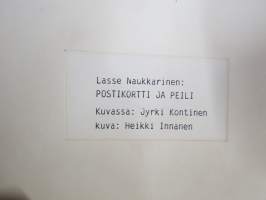 Lasse Naukkarinen:
POSTIKORTTI JA PEILI
Kuvassa: Jyrki Kontinen
kuva: Heikki Innanen